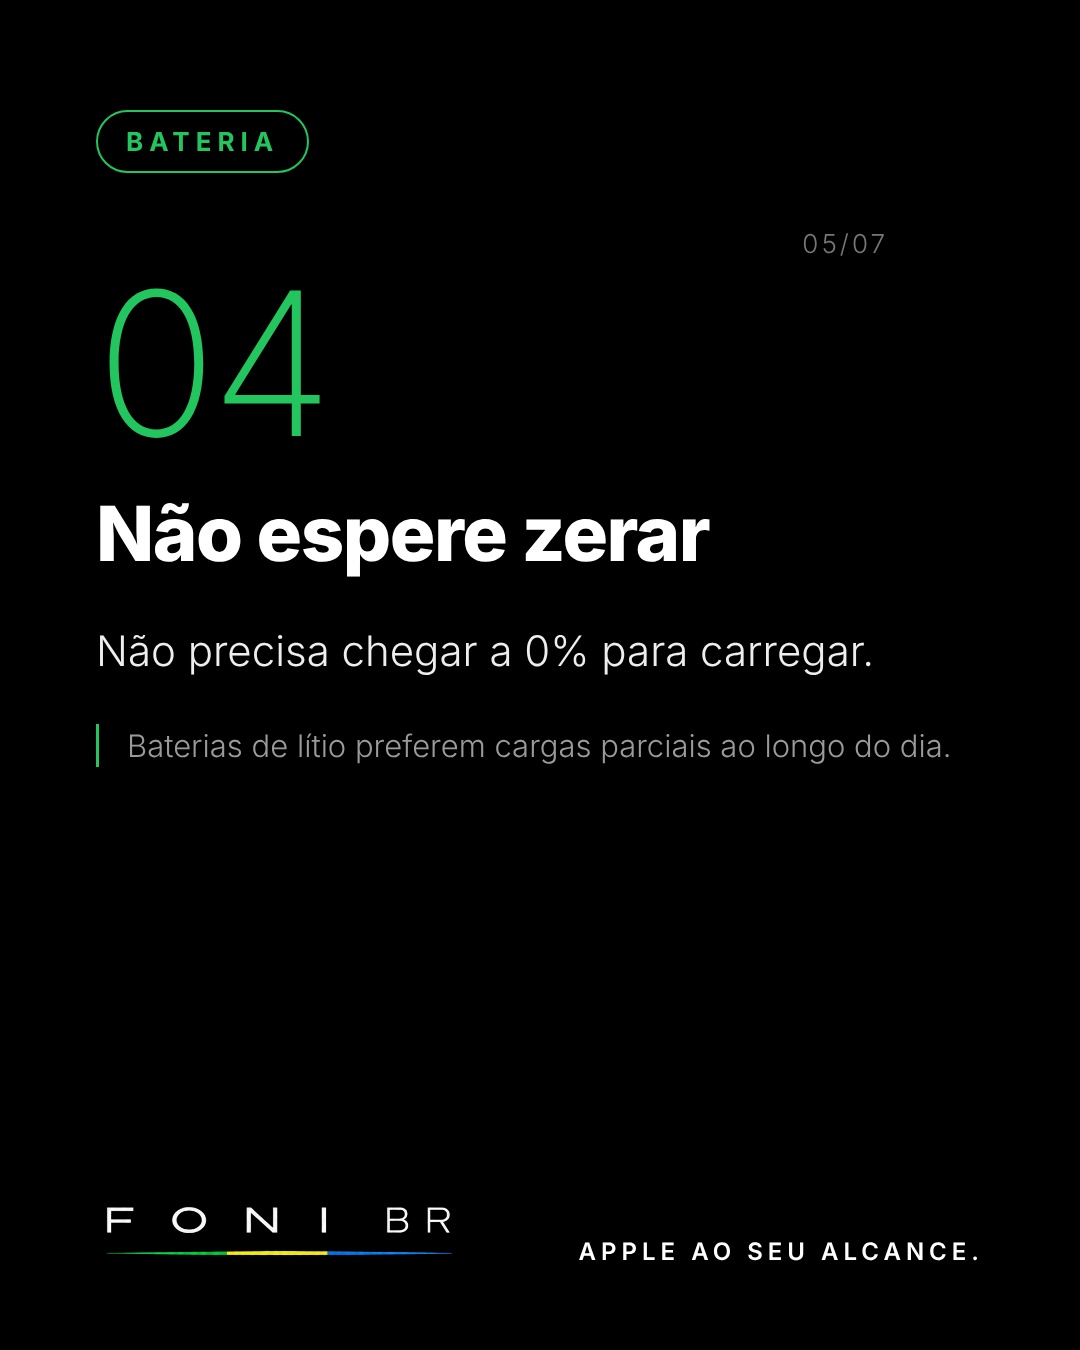 BATERIA
05/07
04
Não espere zerar
Não precisa chegar a 0% para carregar.
Baterias de lítio preferem cargas parciais ao longo do dia.
FONI BR
APPLE AO SEU ALCANCE.